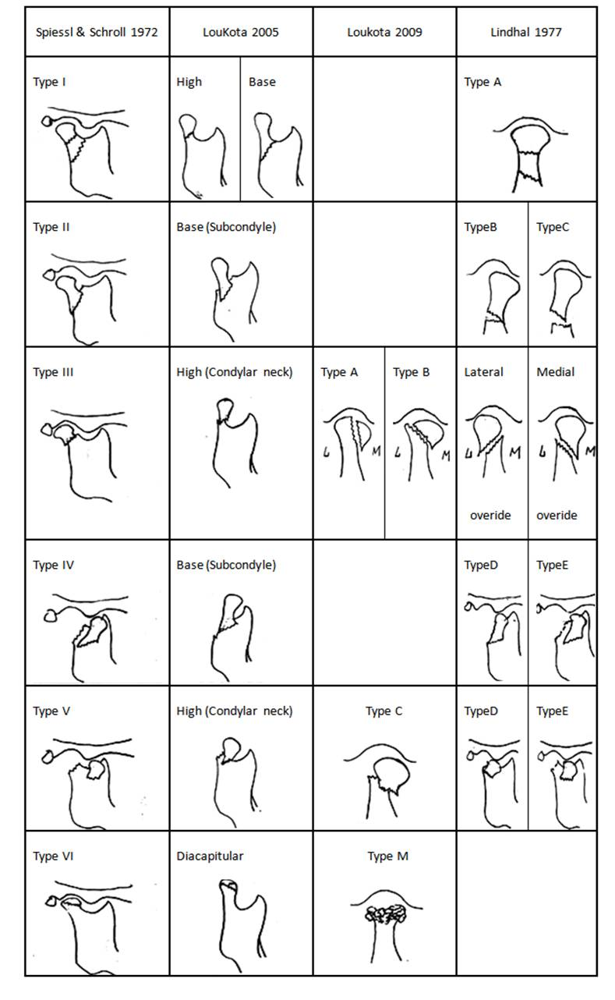 Spiessl & Schroll 1972
LouKota 2005
Loukota 2009
Lindhal 1977
Type I
High
Base
Type A
Type II
Base (Subcondyle)
TypeB
TypeC
Type III
High (Condylar neck)
Type A
Type B
Lateral
Medial
L
M
L
M
L
M
L
M
overide
overide
Type IV
Base (Subcondyle)
TypeD
TypeE
Type V
High (Condylar neck)
Type C
TypeD
TypeE
Type VI
Diacapitular
Type M